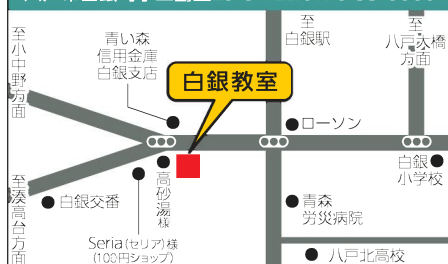 至小中野方面
青い森
信用金庫
白銀支店
至
白銀駅
至
八戸大橋
方面
白銀教室
ローソン
白銀
小学校
至湊高台方面
白銀交番
高砂湯様
青森
労災病院
Seria(セリア)様
(100円ショップ)
八戸北高校